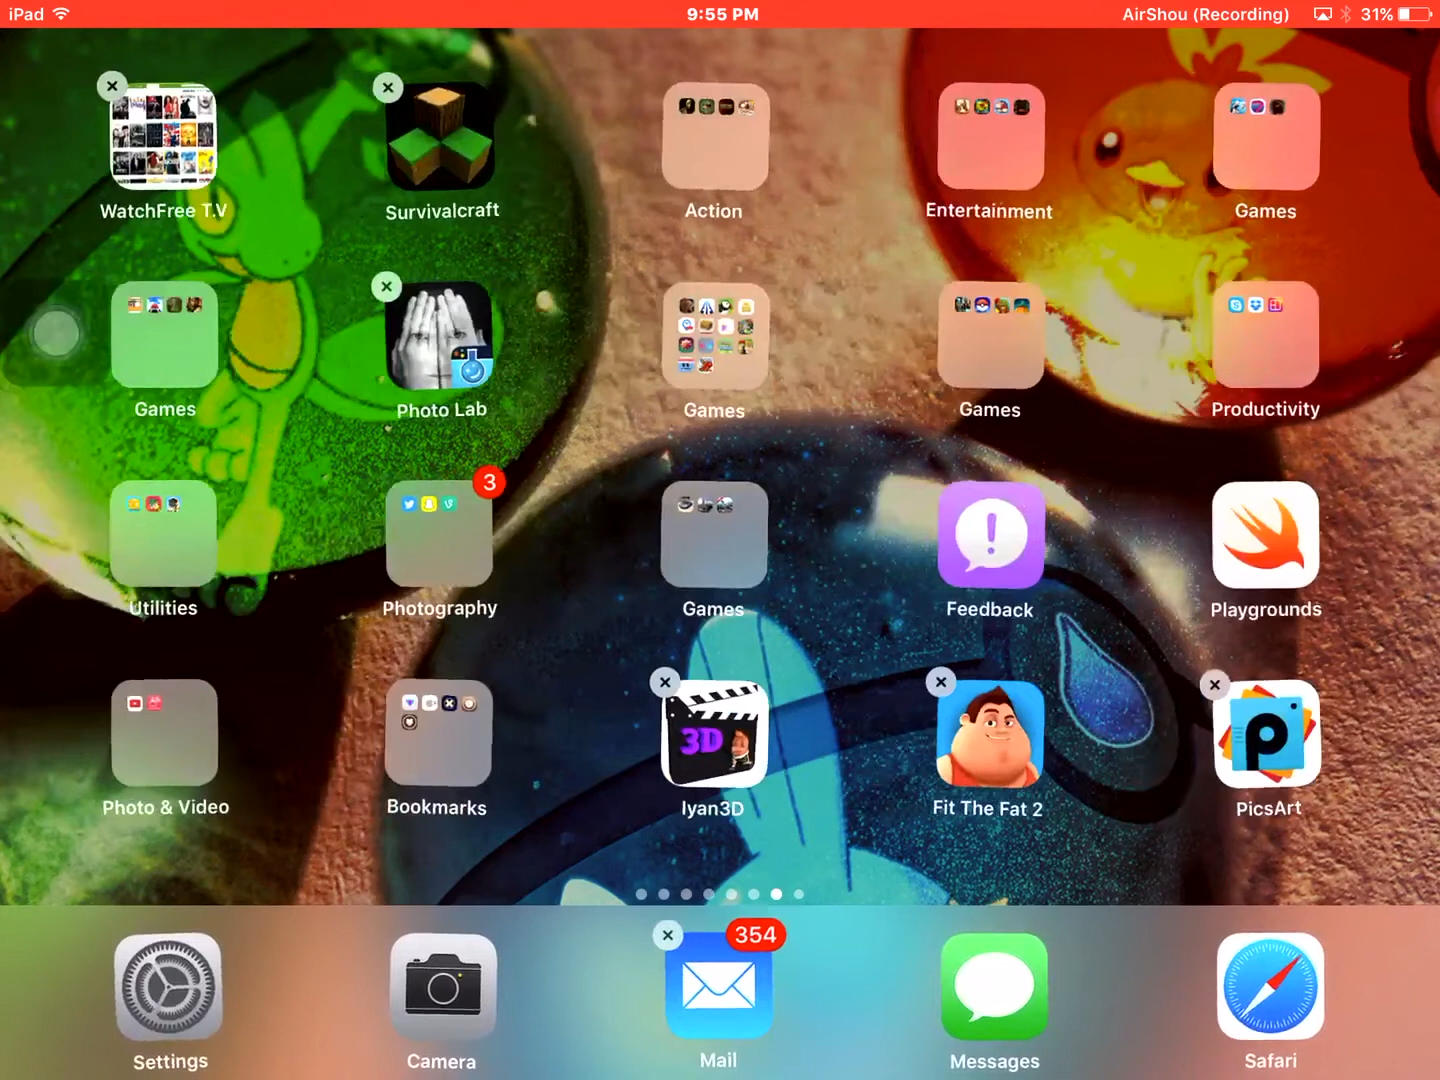 iPad 9:55 PM AirShou (Recording) 31%
WatchFree T.V Survivalcraft Action Entertainment Games
Games Photo Lab Games Games Productivity
3
Utilities Photography Games Feedback Playgrounds
3D
Photo & Video Bookmarks Iyan3D Fit The Fat 2 PicsArt
354
Settings Camera Mail Messages Safari